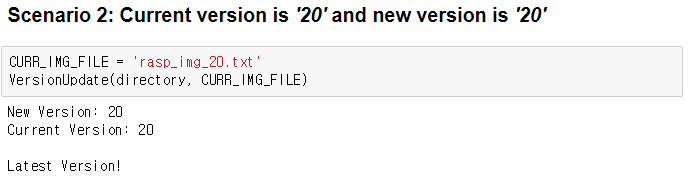 Scenario 2: Current version is '20' and new version is '20'
CURR_IMG_FILE = 'rasp_img_20.txt'
VersionUpdate(directory, CURR_IMG_FILE)
New Version: 20
Current Version: 20
Latest Version!